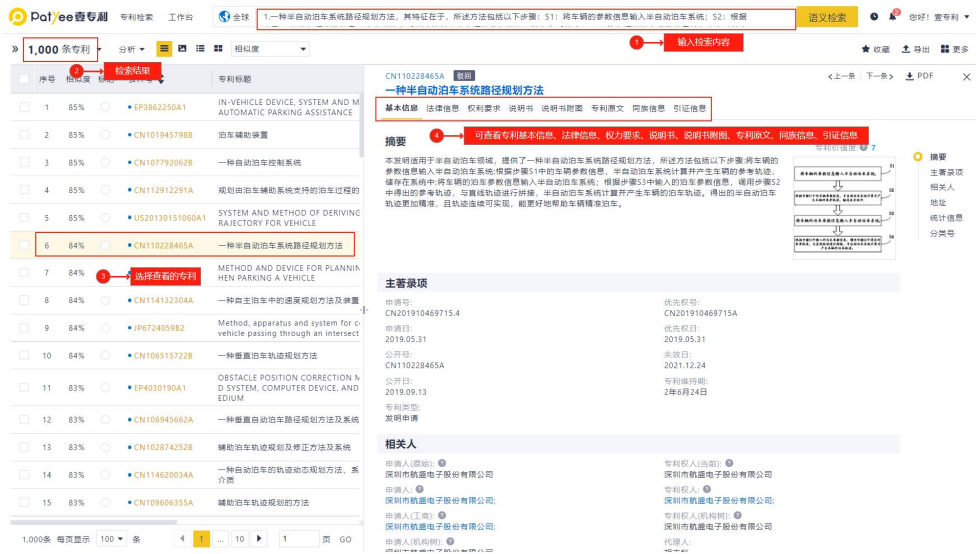 Patyee壹专利 专利检索 工作台
全球
1.一种半自动泊车系统路径规划方法，其特征在于，所述方法包括以下步骤：S1：将车辆的参数信息输入半自动泊车系统；S2：根据
语义检索
您好！壹专利
1 输入检索内容
1,000 条专利
分析
相似度
收藏 导出 更多
2 检索结果
序号 相似度
专利标题
1 85% EP3862250A1 IN-VEHICLE DEVICE, SYSTEM AND M
AUTOMATIC PARKING ASSISTANCE
2 85% CN101945798B 泊车辅助装置
3 85% CN107792062B 一种自动泊车控制系统
4 85% CN112912291A 规划由泊车辅助系统支持的泊车过程的
5 85% US20130151060A1 SYSTEM AND METHOD OF DERIVING
RAJECTORY FOR VEHICLE
6 84% CN110228465A 一种半自动泊车系统路径规划方法
7 84% METHOD AND DEVICE FOR PLANNIN
HEN PARKING A VEHICLE
3 选择查看的专利
8 84% CN114132304A 一种自主泊车中的速度规划方法及装置
9 84% JP6724059B2 Method, apparatus and system for c
vehicle passing through an intersect
10 84% CN106515722B 一种垂直泊车轨迹规划方法
11 83% EP4030190A1 OBSTACLE POSITION CORRECTION M
D SYSTEM, COMPUTER DEVICE, AND
EDIUM
12 83% CN106945662A 一种垂直自动泊车路径规划方法及系统
13 83% CN102874252B 辅助泊车轨迹规划及修正方法及系统
14 83% CN114620034A 一种自动泊车的轨迹动态规划方法、系
介质
15 83% CN109606355A 辅助泊车轨迹规划的方法
1,000条 每页显示 100 条 1 ... 10 1 页 GO
CN110228465A 驳回
上一条 下一条 PDF
一种半自动泊车系统路径规划方法
基本信息 法律信息 权利要求 说明书 说明书附图 专利原文 同族信息 引证信息
4 可查看专利基本信息、法律信息、权力要求、说明书、说明书附图、专利原文、同族信息、引证信息
摘要
专利价值度: 7
本发明适用于半自动泊车领域，提供了一种半自动泊车系统路径规划方法，所述方法包括以下步骤:将车辆的
参数信息输入半自动泊车系统;根据步骤S1中的车辆参数信息，半自动泊车系统计算并产生车辆的参考轨迹，
储存在系统中;将车辆的泊车参数信息输入半自动泊车系统；根据步骤S3中输入的泊车参数信息，调用步骤S2
中得出的参考轨迹，与直线轨迹进行拼接，半自动泊车系统计算并产生车辆的泊车轨迹。得出的半自动泊车
轨迹更加精准，且轨迹连续可实现，能更好地帮助车辆精准泊车。
摘要
主著录项
相关人
地址
统计信息
分类号
主著录项
申请号:
CN201910469715.4
优先权号:
CN201910469715A
申请日:
2019.05.31
优先权日:
2019.05.31
公开号:
CN110228465A
失效日:
2021.12.24
公开日:
2019.09.13
专利维持期:
2年6月24日
专利类型:
发明申请
相关人
申请人(原始):
深圳市航盛电子股份有限公司
专利权人(当前):
深圳市航盛电子股份有限公司
申请人:
深圳市航盛电子股份有限公司;
专利权人:
深圳市航盛电子股份有限公司;
申请人(工商):
深圳市航盛电子股份有限公司;
专利权人(机构树):
深圳市航盛电子股份有限公司
申请人(机构树):
代理人: